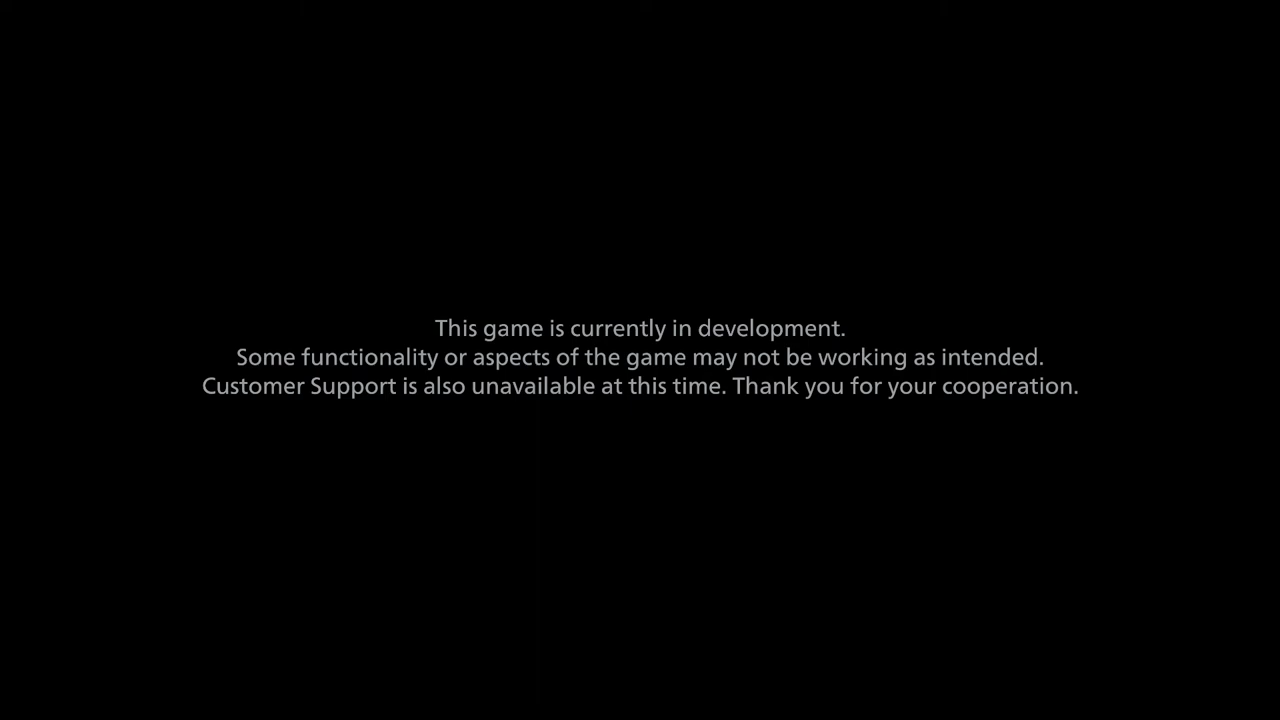 This game is currently in development.
Some functionality or aspects of the game may not be working as intended.
Customer Support is also unavailable at this time. Thank you for your cooperation.